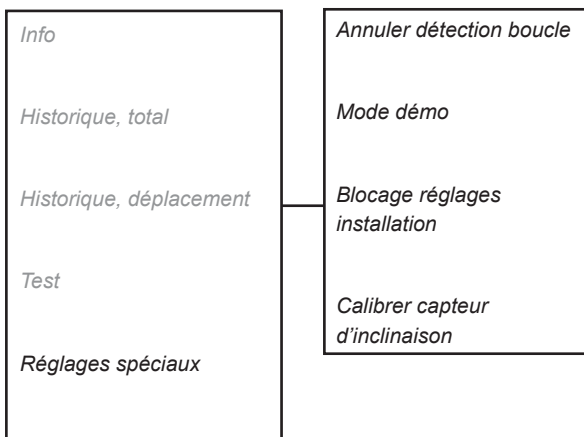 Info
Historique, total
Historique, déplacement
Test
Réglages spéciaux
Annuler détection boucle
Mode démo
Blocage réglages
installation
Calibrer capteur
d’inclinaison